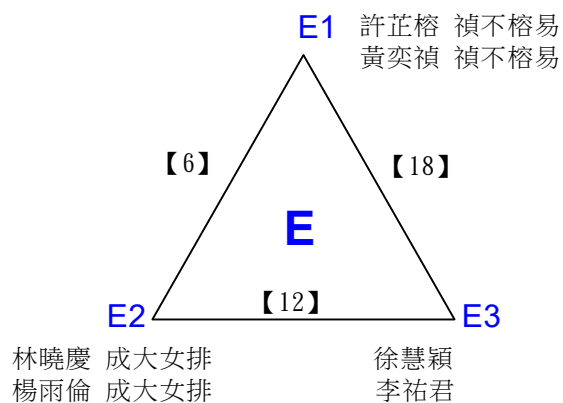 E1 許芷榕 禎不榕易
黃奕禎 禎不榕易
【6】
【18】
E
【12】
E2
E3
林曉慶 成大女排
楊雨倫 成大女排
徐慧穎
李祐君